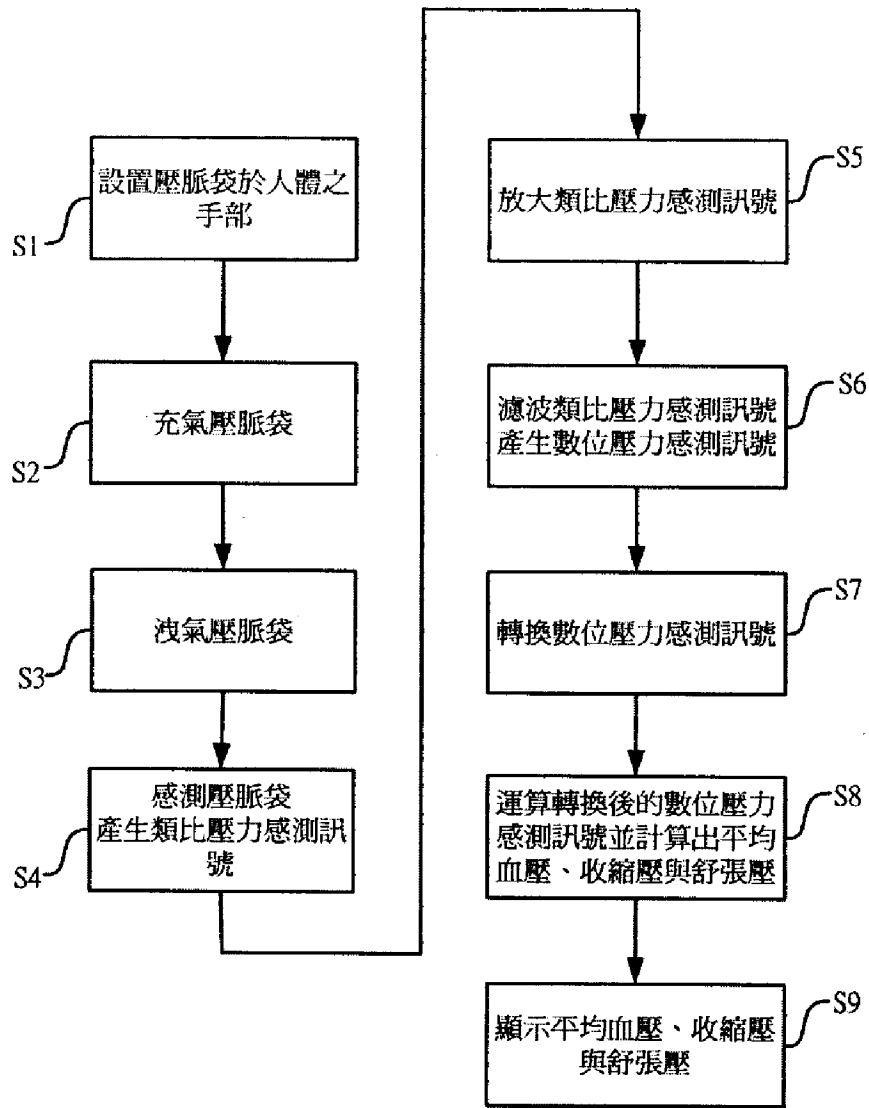 設置壓脈袋於人體之
手部
S1
充氣壓脈袋
S2
洩氣壓脈袋
S3
感測壓脈袋
產生類比壓力感測訊
號
S4
放大類比壓力感測訊號
S5
濾波類比壓力感測訊號
產生數位壓力感測訊號
S6
轉換數位壓力感測訊號
S7
運算轉換後的數位壓力
感測訊號並計算出平均
血壓、收縮壓與舒張壓
S8
顯示平均血壓、收縮壓
與舒張壓
S9